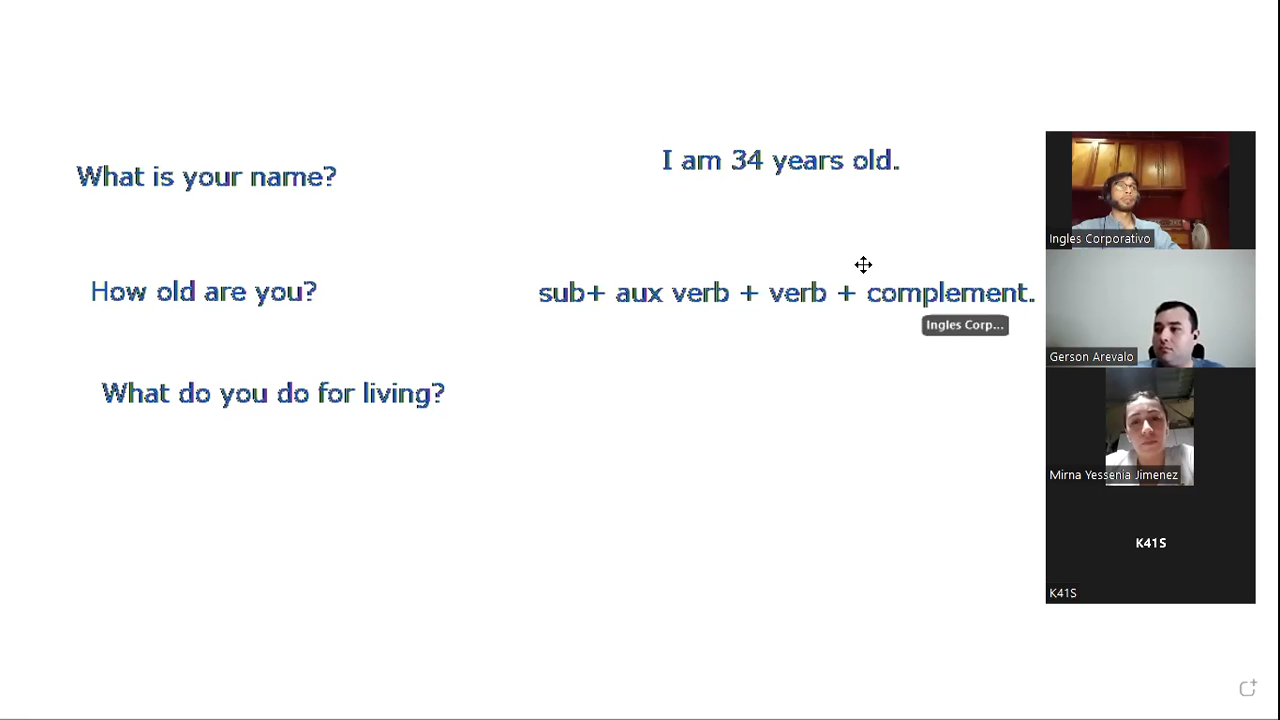 What is your name?
I am 34 years old.
How old are you?
sub+ aux verb + verb + complement.
Ingles Corp...
What do you do for living?
Ingles Corporativo
Gerson Arevalo
Mirna Yessenia Jimenez
K41S
K41S